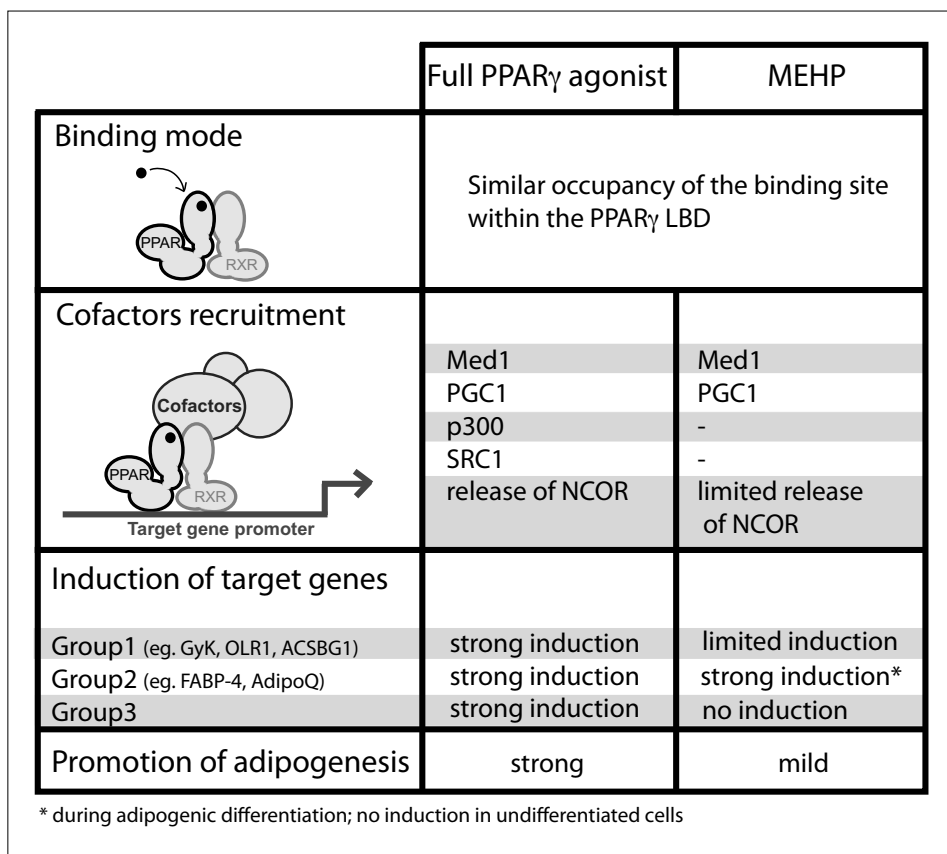 Full PPARγ agonist MEHP
Binding mode
PPAR
RXR
Similar occupancy of the binding site
within the PPARγ LBD
Cofactors recruitment
Cofactors
PPAR
RXR
Target gene promoter
Med1 Med1
PGC1 PGC1
p300 -
SRC1 -
release of NCOR limited release
of NCOR
Induction of target genes
Group1 (eg. GyK, OLR1, ACSBG1) strong induction limited induction
Group2 (eg. FABP-4, AdipoQ) strong induction strong induction*
Group3 strong induction no induction
Promotion of adipogenesis strong mild
* during adipogenic differentiation; no induction in undifferentiated cells